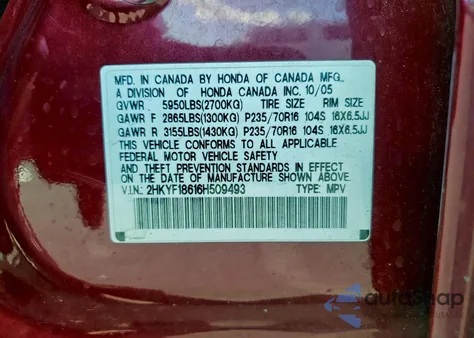 MFD. IN CANADA BY HONDA OF CANADA MFG.,
A DIVISION OF HONDA CANADA INC. 10/05
GVWR 5950LBS(2700KG) TIRE SIZE RIM SIZE
GAWR F 2865LBS(1300KG) P235/70R16 104S 16X6.5JJ
GAWR R 3155LBS(1430KG) P235/70R16 104S 16X6.5JJ
THIS VEHICLE CONFORMS TO ALL APPLICABLE
FEDERAL MOTOR VEHICLE SAFETY
AND THEFT PREVENTION STANDARDS IN EFFECT
ON THE DATE OF MANUFACTURE SHOWN ABOVE.
V.I.N.: 2HKYF18616H509493 TYPE: MPV
autosnap